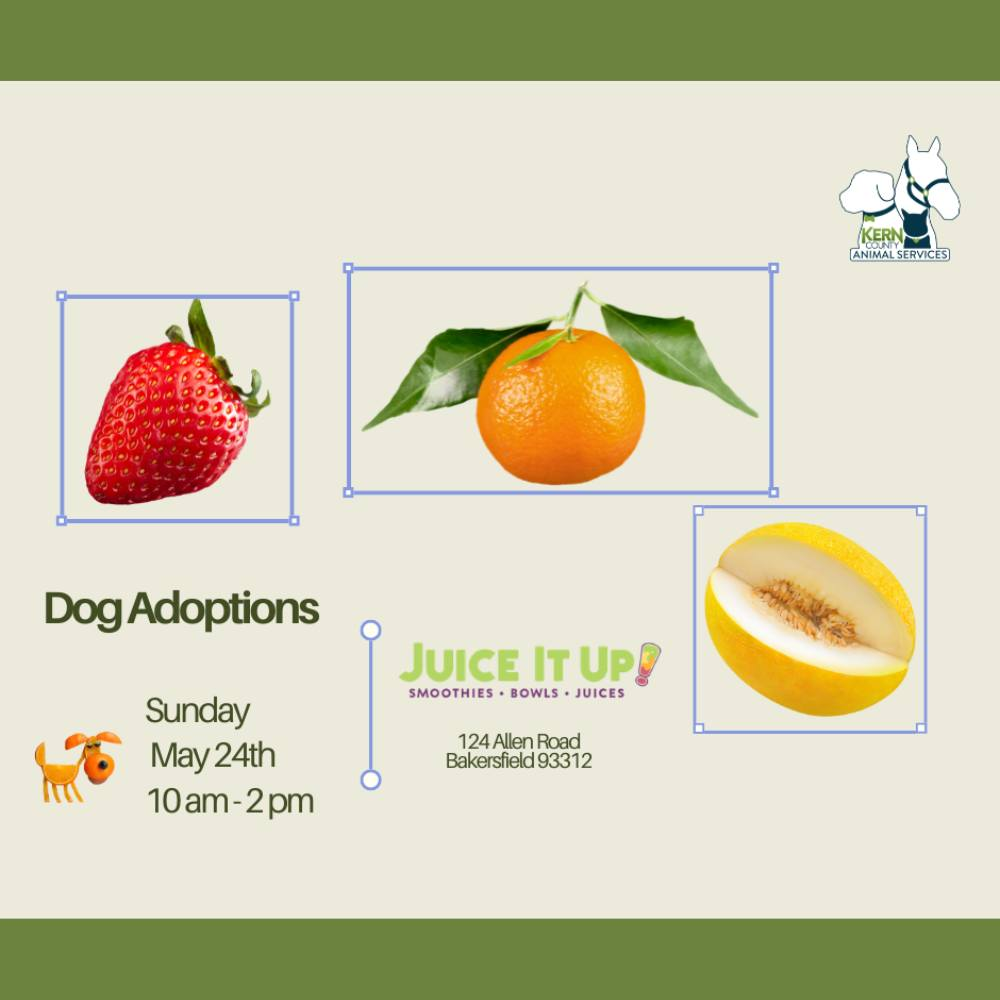 KERN
COUNTY
ANIMAL SERVICES
Dog Adoptions
Sunday
May 24th
10 am - 2 pm
JUICE IT UP!
SMOOTHIES • BOWLS • JUICES
124 Allen Road
Bakersfield 93312